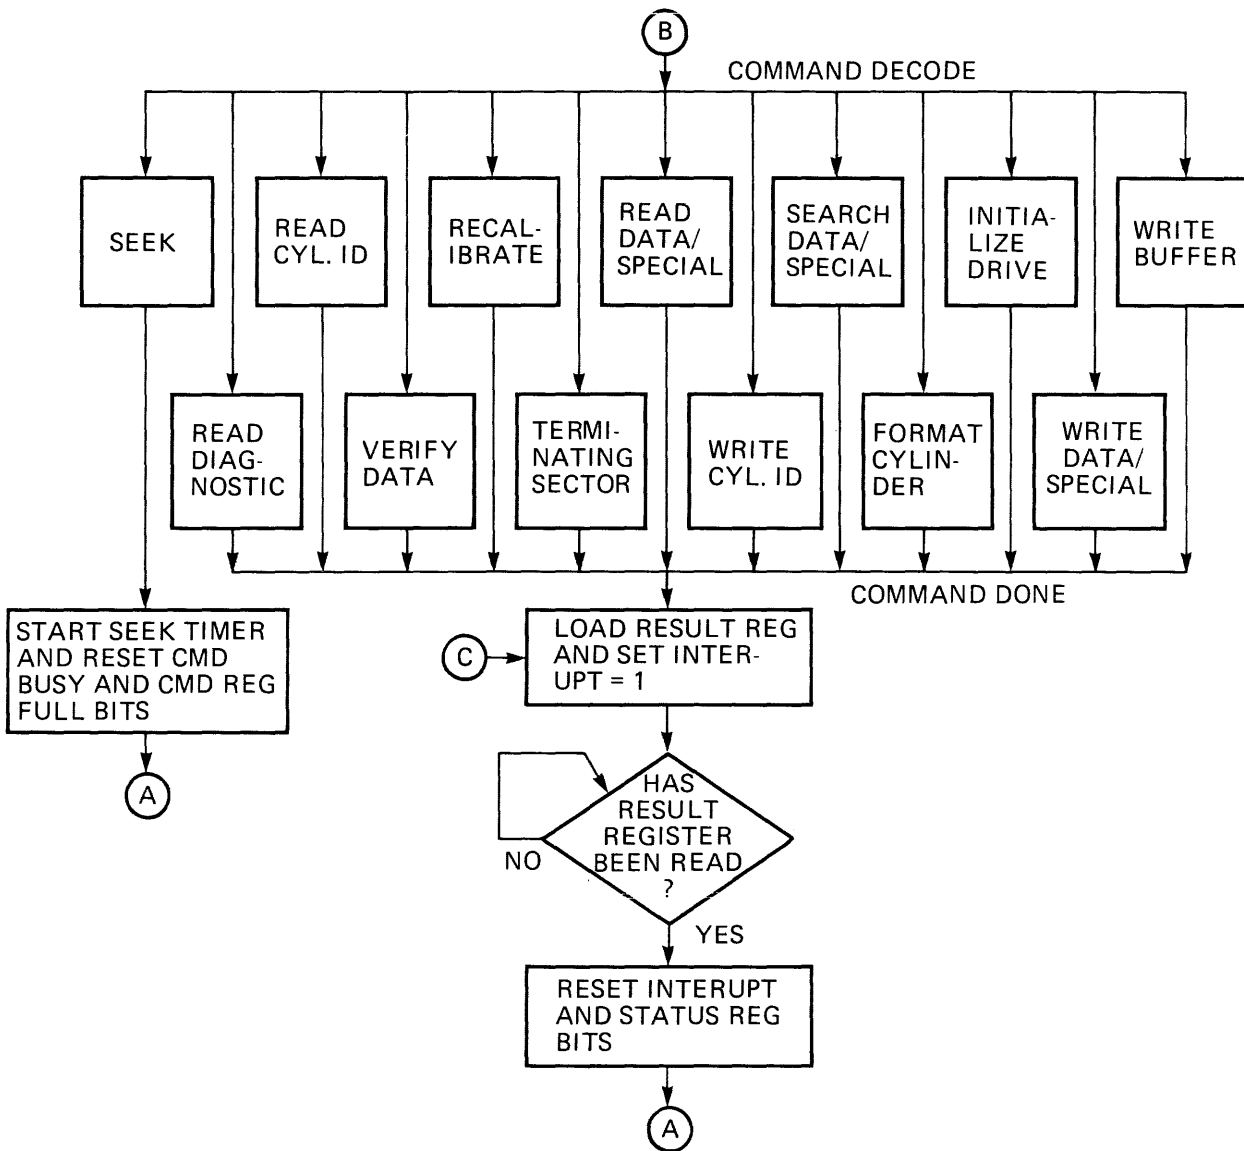 B
COMMAND DECODE
SEEK
READ
CYL. ID
RECAL-
IBRATE
READ
DATA/
SPECIAL
SEARCH
DATA/
SPECIAL
INITIA-
LIZE
DRIVE
WRITE
BUFFER
READ
DIAG-
NOSTIC
VERIFY
DATA
TERMI-
NATING
SECTOR
WRITE
CYL. ID
FORMAT
CYLIN-
DER
WRITE
DATA/
SPECIAL
COMMAND DONE
START SEEK TIMER
AND RESET CMD
BUSY AND CMD REG
FULL BITS
A
C
LOAD RESULT REG
AND SET INTER-
UPT = 1
HAS
RESULT
REGISTER
BEEN READ
?
NO
YES
RESET INTERUPT
AND STATUS REG
BITS
A